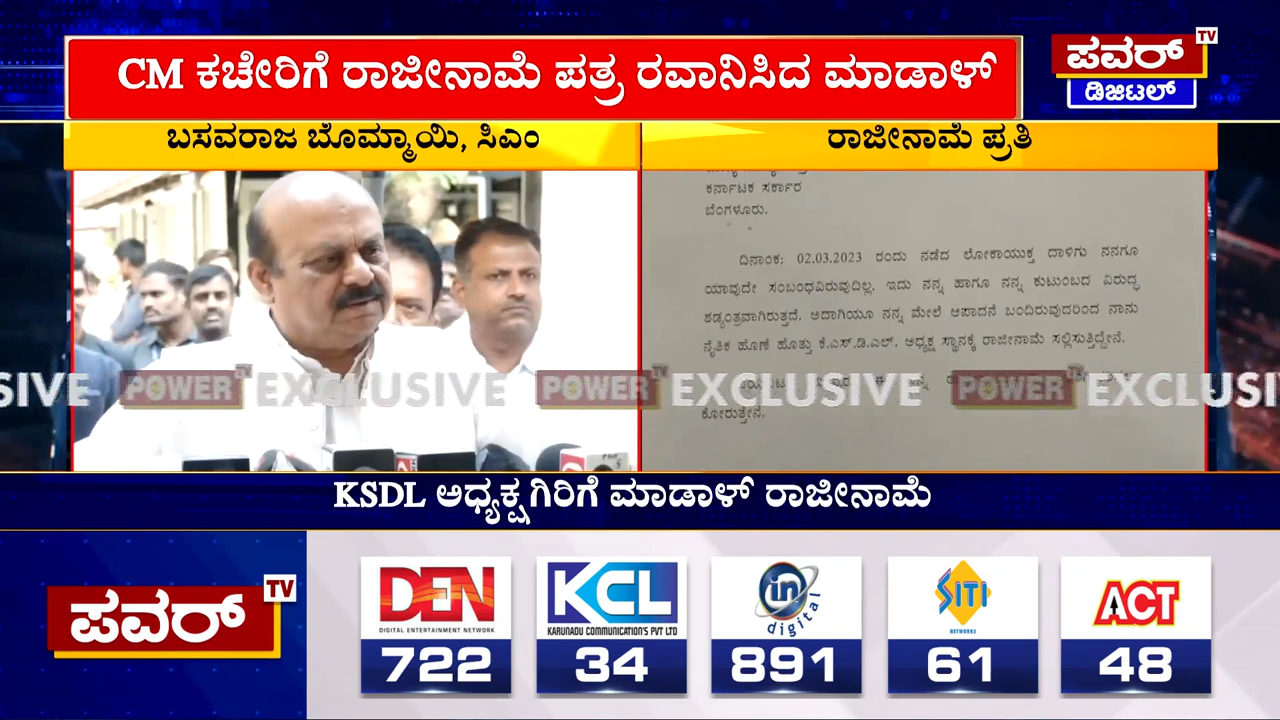 CM ಕಚೇರಿಗೆ ರಾಜೀನಾಮೆ ಪತ್ರ ರವಾನಿಸಿದ ಮಾಡಾಳ್
ಪವರ್ TV
ಡಿಜಿಟಲ್
ಬಸವರಾಜ ಬೊಮ್ಮಾಯಿ, ಸಿಎಂ
ರಾಜೀನಾಮೆ ಪ್ರತಿ
ಕರ್ನಾಟಕ ಸರ್ಕಾರ
ಬೆಂಗಳೂರು.
ದಿನಾಂಕ: 02.03.2023 ರಂದು ನಡೆದ ಲೋಕಾಯುಕ್ತ ದಾಳಿಗು ನನಗೂ
ಯಾವುದೇ ಸಂಬಂಧವಿರುವುದಿಲ್ಲ. ಇದು ನನ್ನ ಹಾಗೂ ನನ್ನ ಕುಟುಂಬದ ವಿರುದ್ಧ
ಶಡ್ಯಂತ್ರವಾಗಿರುತ್ತದೆ. ಅದಾಗಿಯೂ ನನ್ನ ಮೇಲೆ ಆಪಾದನೆ ಬಂದಿರುವುದರಿಂದ ನಾನು
ನೈತಿಕ ಹೊಣೆ ಹೊತ್ತು ಕೆ.ಎಸ್.ಡಿ.ಎಲ್. ಅಧ್ಯಕ್ಷ ಸ್ಥಾನಕ್ಕೆ ರಾಜೀನಾಮೆ ಸಲ್ಲಿಸುತ್ತಿದ್ದೇನೆ.
ಕೋರುತ್ತೇನೆ.
POWER TV EXCLUSIVE POWER TV EXCLUSIVE POWER TV
KSDL ಅಧ್ಯಕ್ಷಗಿರಿಗೆ ಮಾಡಾಳ್ ರಾಜೀನಾಮೆ
ಪವರ್ TV
DEN
DIGITAL ENTERTAINMENT NETWORK
722
KCL
KARUNADU COMMUNICATION'S PVT LTD
34
in
digital
891
SITI
NETWORKS
61
ACT
48